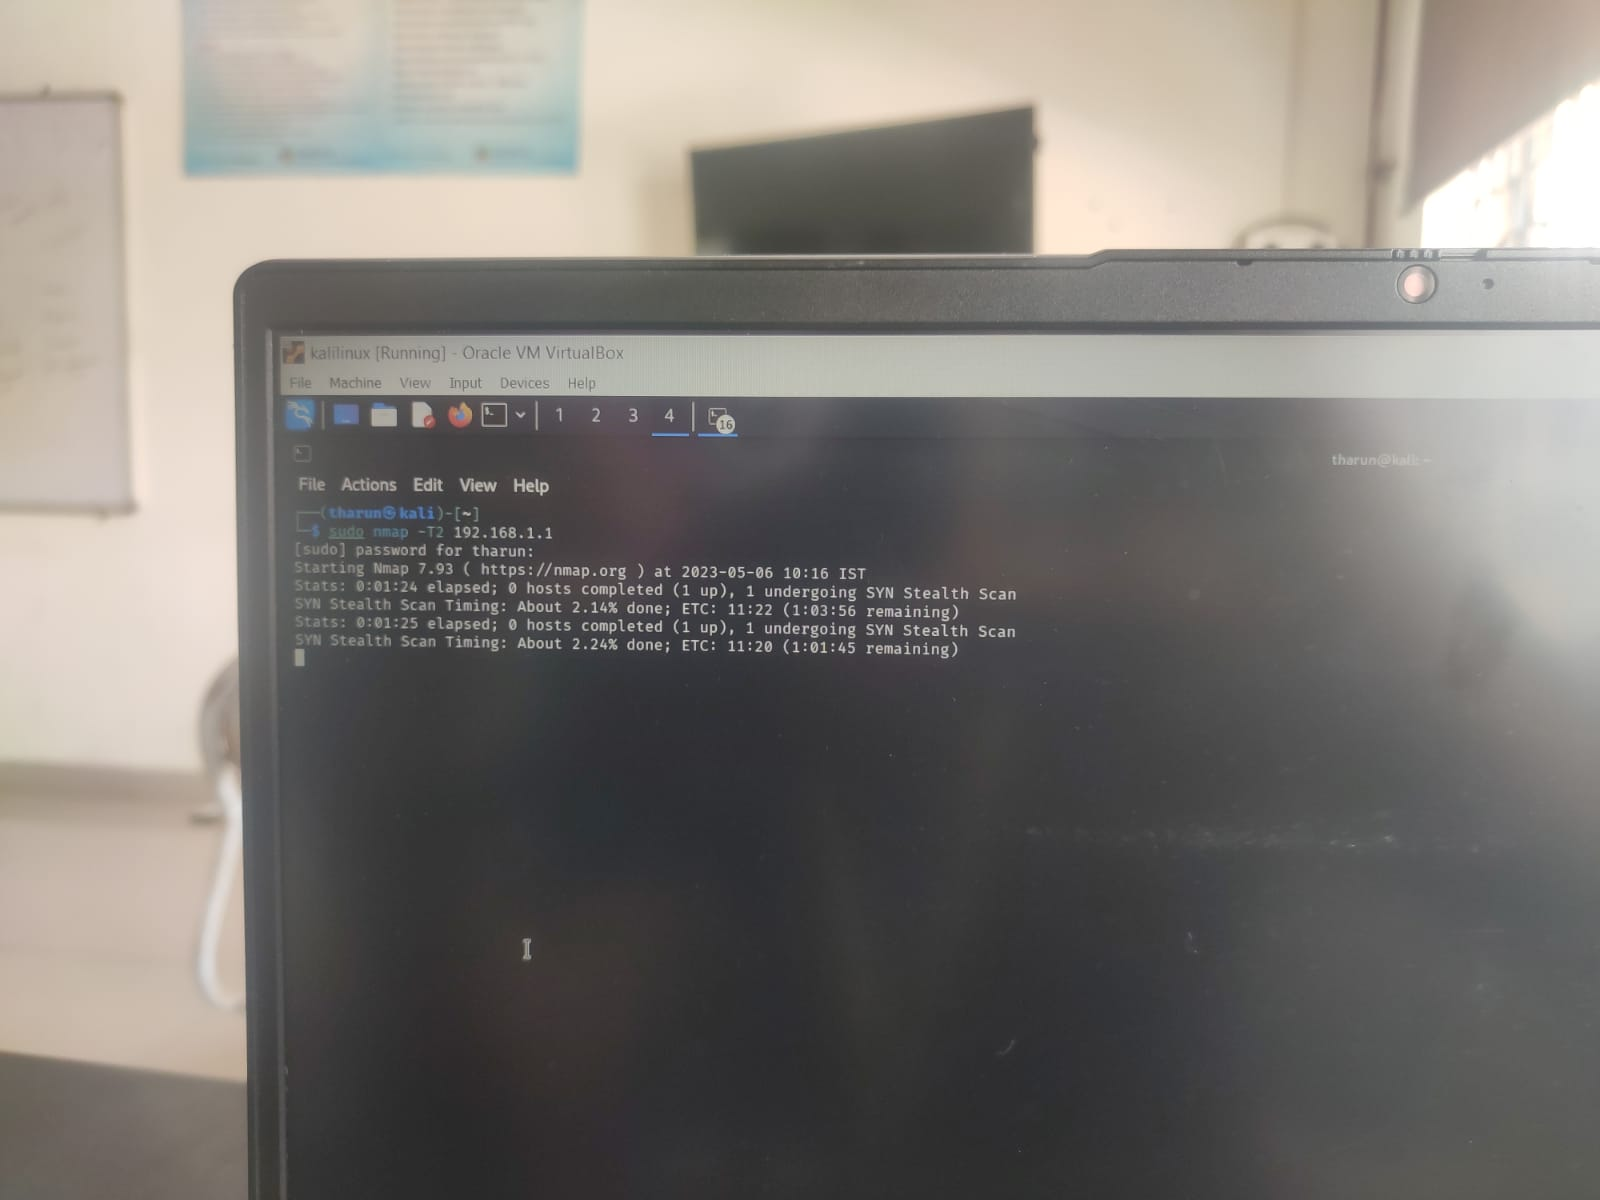 kalilinux [Running] - Oracle VM VirtualBox
File Machine View Input Devices Help
1 2 3 4 16
tharun@kali: ~
File Actions Edit View Help
(tharun㉿kali)-[~]
$ sudo nmap -T2 192.168.1.1
[sudo] password for tharun:
Starting Nmap 7.93 ( https://nmap.org ) at 2023-05-06 10:16 IST
Stats: 0:01:24 elapsed; 0 hosts completed (1 up), 1 undergoing SYN Stealth Scan
SYN Stealth Scan Timing: About 2.14% done; ETC: 11:22 (1:03:56 remaining)
Stats: 0:01:25 elapsed; 0 hosts completed (1 up), 1 undergoing SYN Stealth Scan
SYN Stealth Scan Timing: About 2.24% done; ETC: 11:20 (1:01:45 remaining)